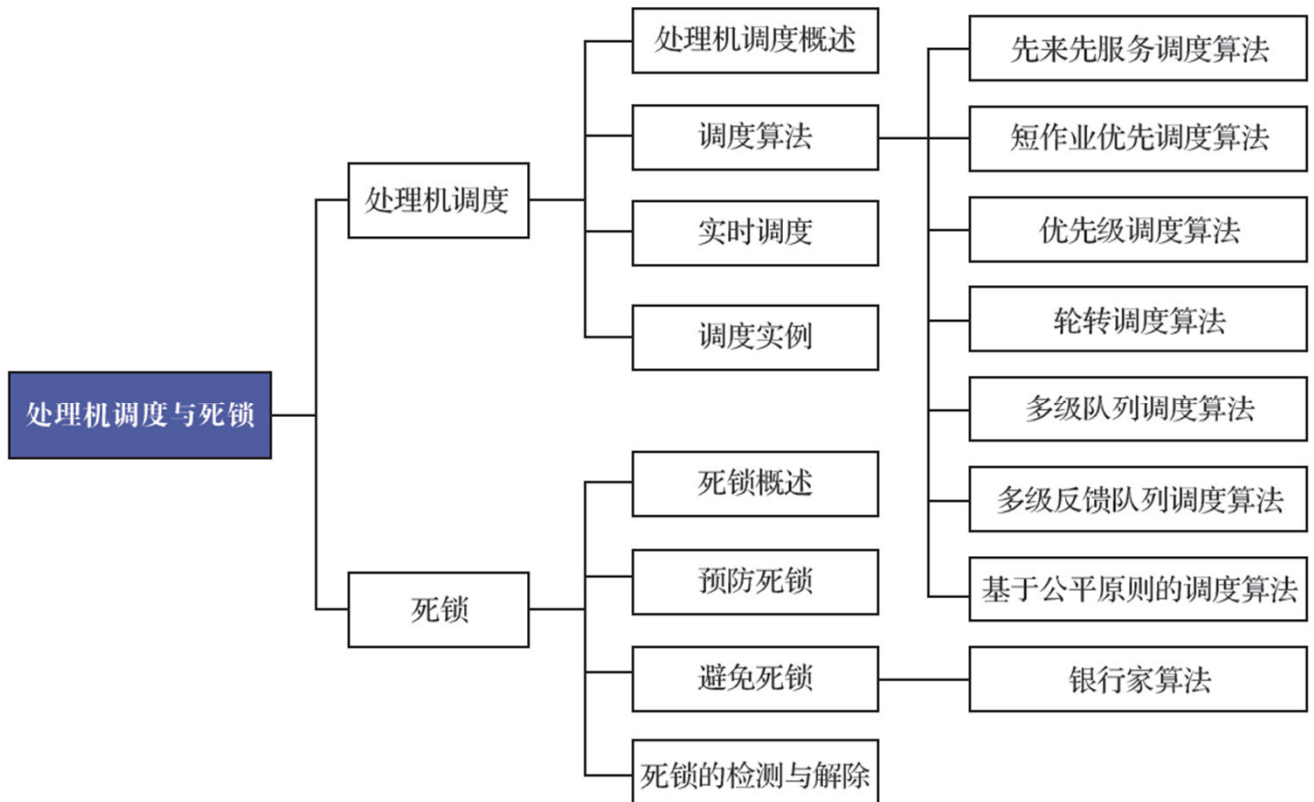 处理机调度与死锁
处理机调度
处理机调度概述
调度算法
先来先服务调度算法
短作业优先调度算法
优先级调度算法
轮转调度算法
多级队列调度算法
多级反馈队列调度算法
基于公平原则的调度算法
实时调度
调度实例
死锁
死锁概述
预防死锁
避免死锁
银行家算法
死锁的检测与解除